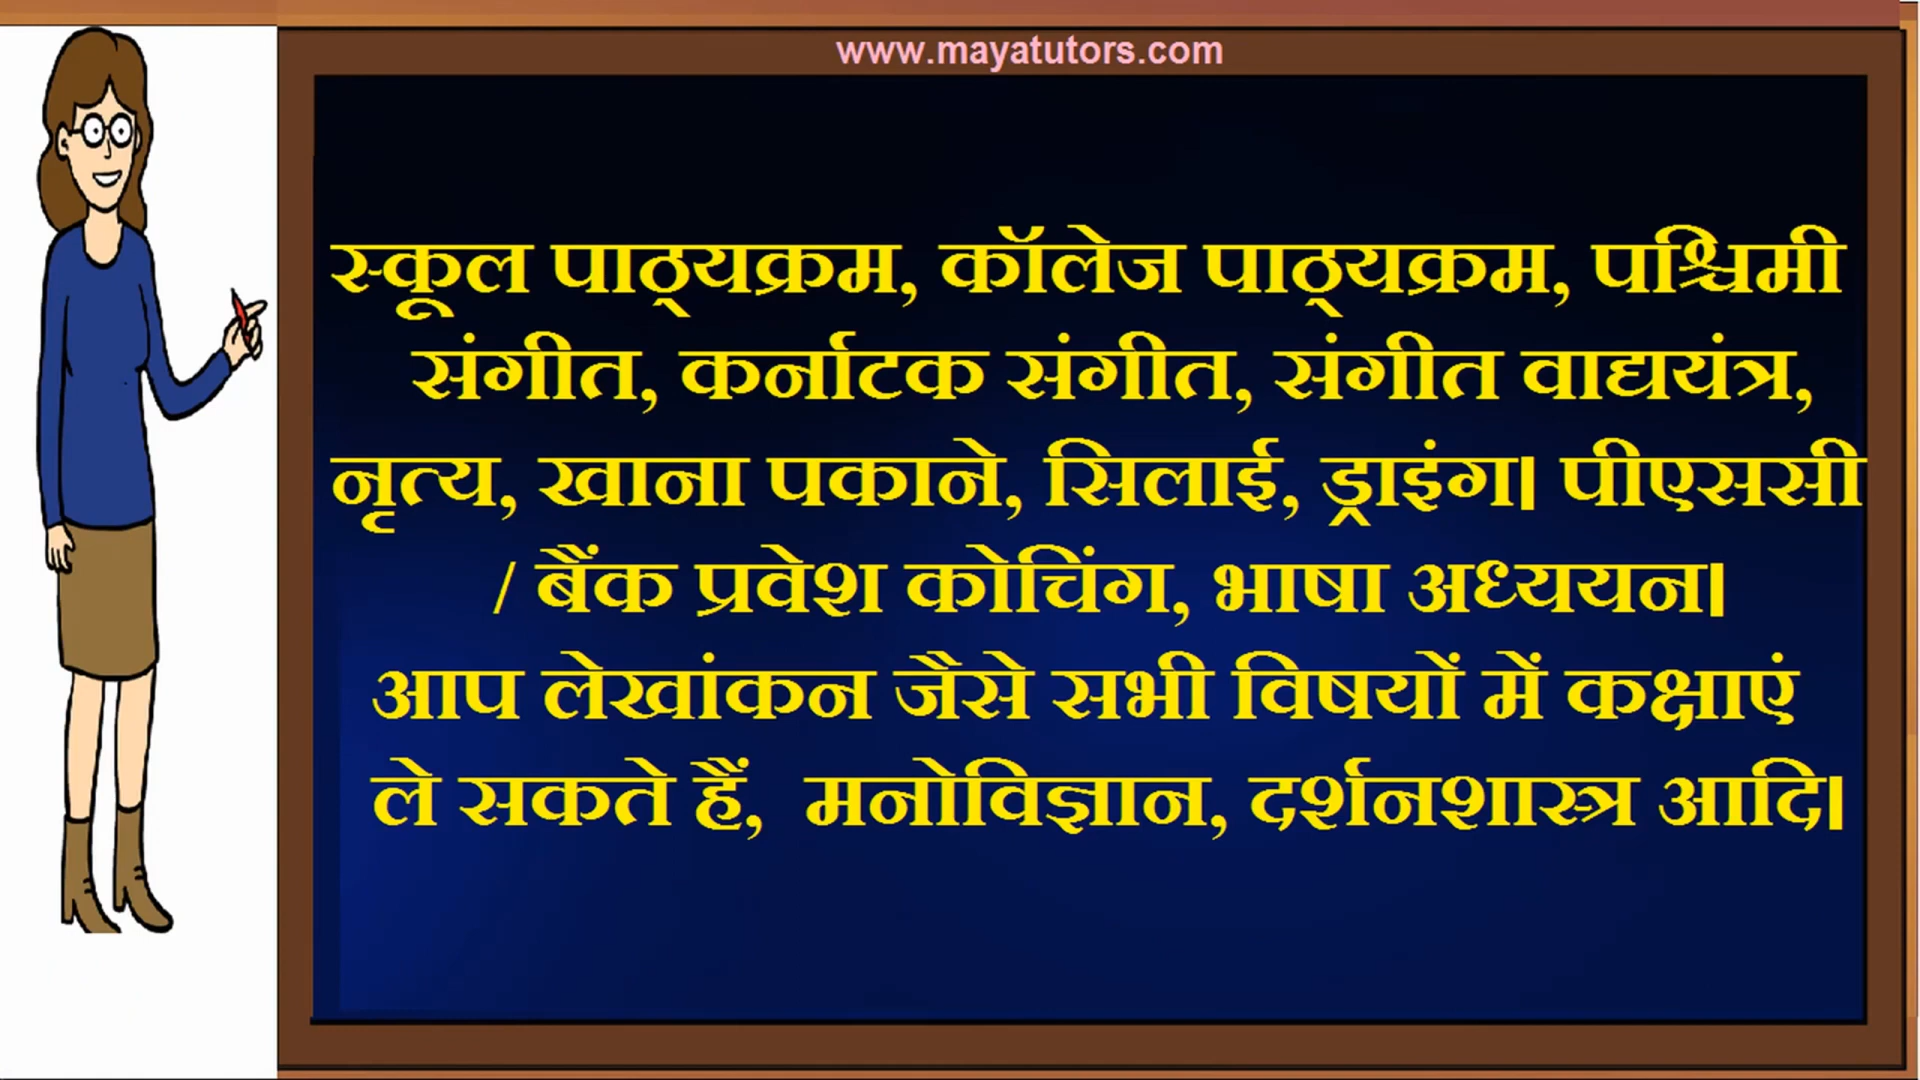 www.mayatutors.com
स्कूल पाठ्यक्रम, कॉलेज पाठ्यक्रम, पश्चिमी
संगीत, कर्नाटक संगीत, संगीत वाद्ययंत्र,
नृत्य, खाना पकाने, सिलाई, ड्राइंग। पीएससी
/ बैंक प्रवेश कोचिंग, भाषा अध्ययन।
आप लेखांकन जैसे सभी विषयों में कक्षाएं
ले सकते हैं, मनोविज्ञान, दर्शनशास्त्र आदि।